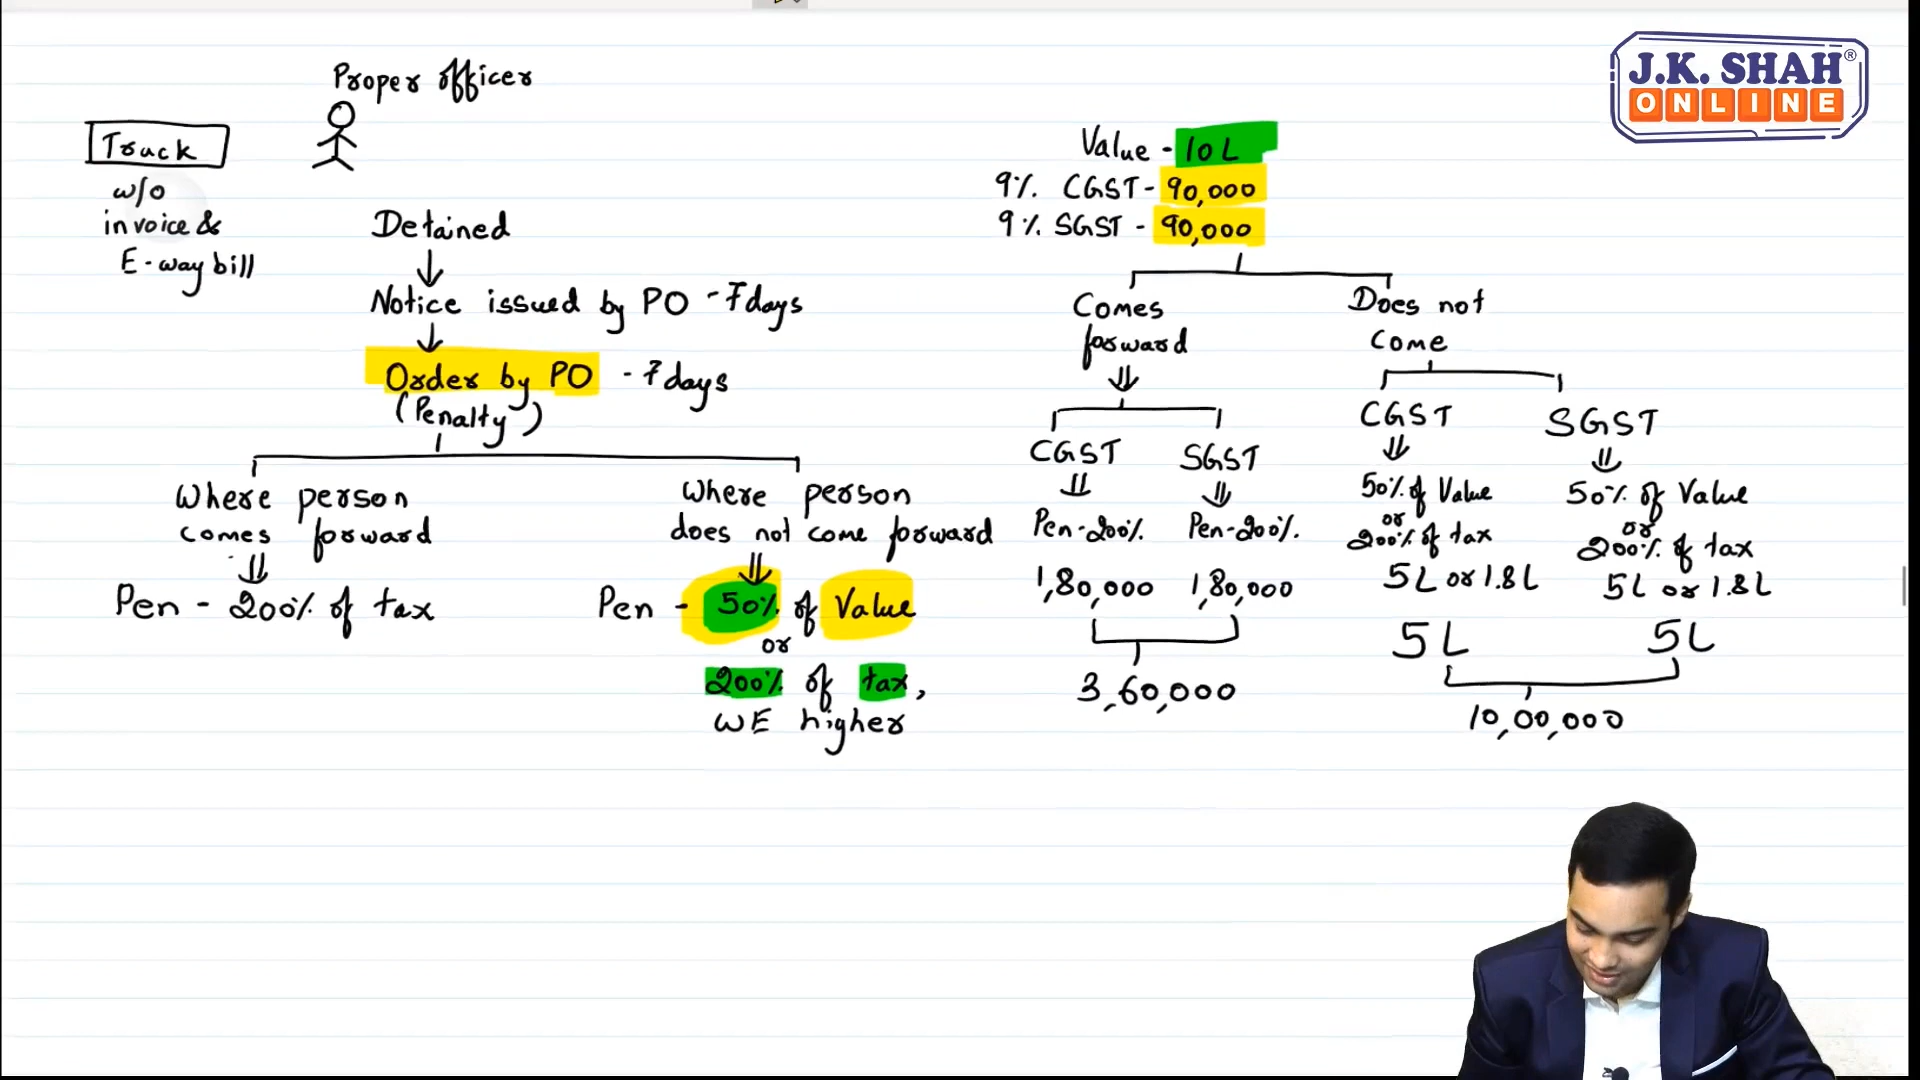 J.K. SHAH®
ONLINE
Proper officer
Truck
w/o
invoice &
E-way bill
Detained
Notice issued by PO - 7days
Order by PO - 7days
(Penalty)
Where person
comes forward
Pen - 200% of tax
Where person
does not come forward
Pen - 50% of Value
or
200% of tax,
WE higher
Value - 10L
9% CGST - 90,000
9% SGST - 90,000
Comes
forward
CGST
Pen-200%
1,80,000
SGST
Pen-200%.
1,80,000
3,60,000
Does not
Come
CGST
50% of Value
or
200% of tax
5L or 1.8L
5L
SGST
50% of Value
or
200% of tax
5L or 1.8L
5L
10,00,000